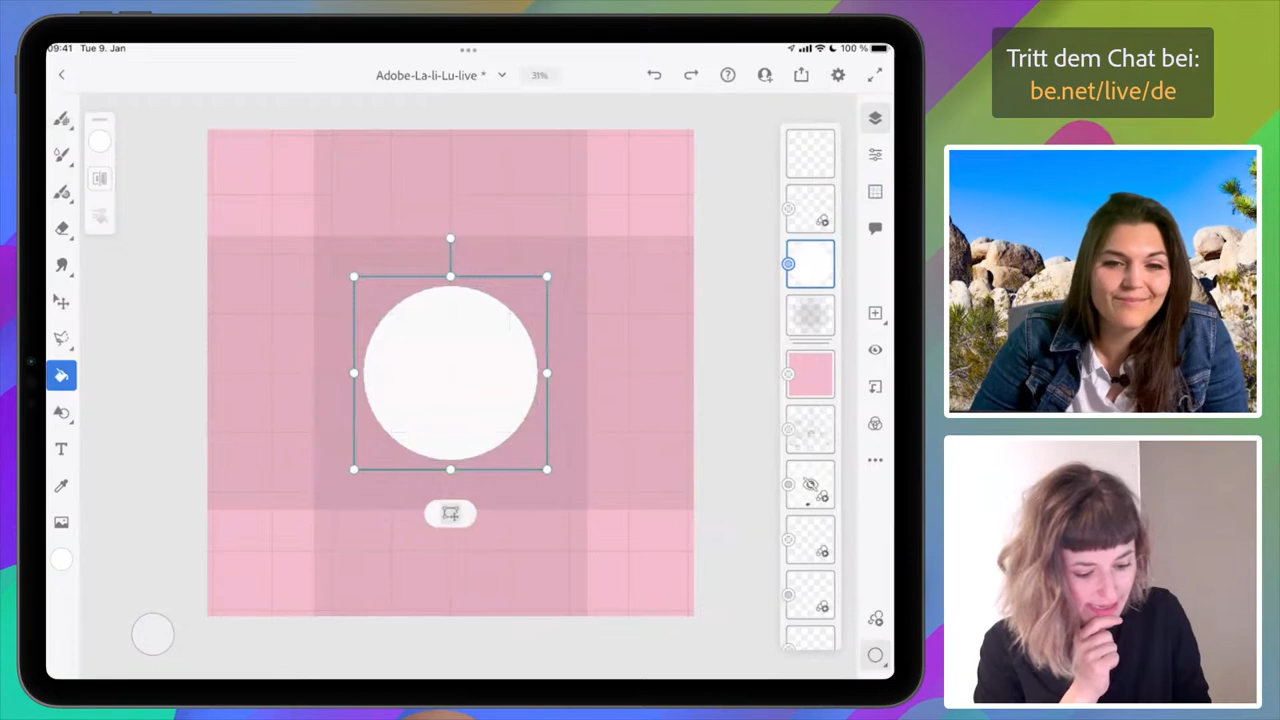 09:41 Tue 9. Jan
100 %
Adobe-La-li-Lu-live *
31%
T
Tritt dem Chat bei:
be.net/live/de